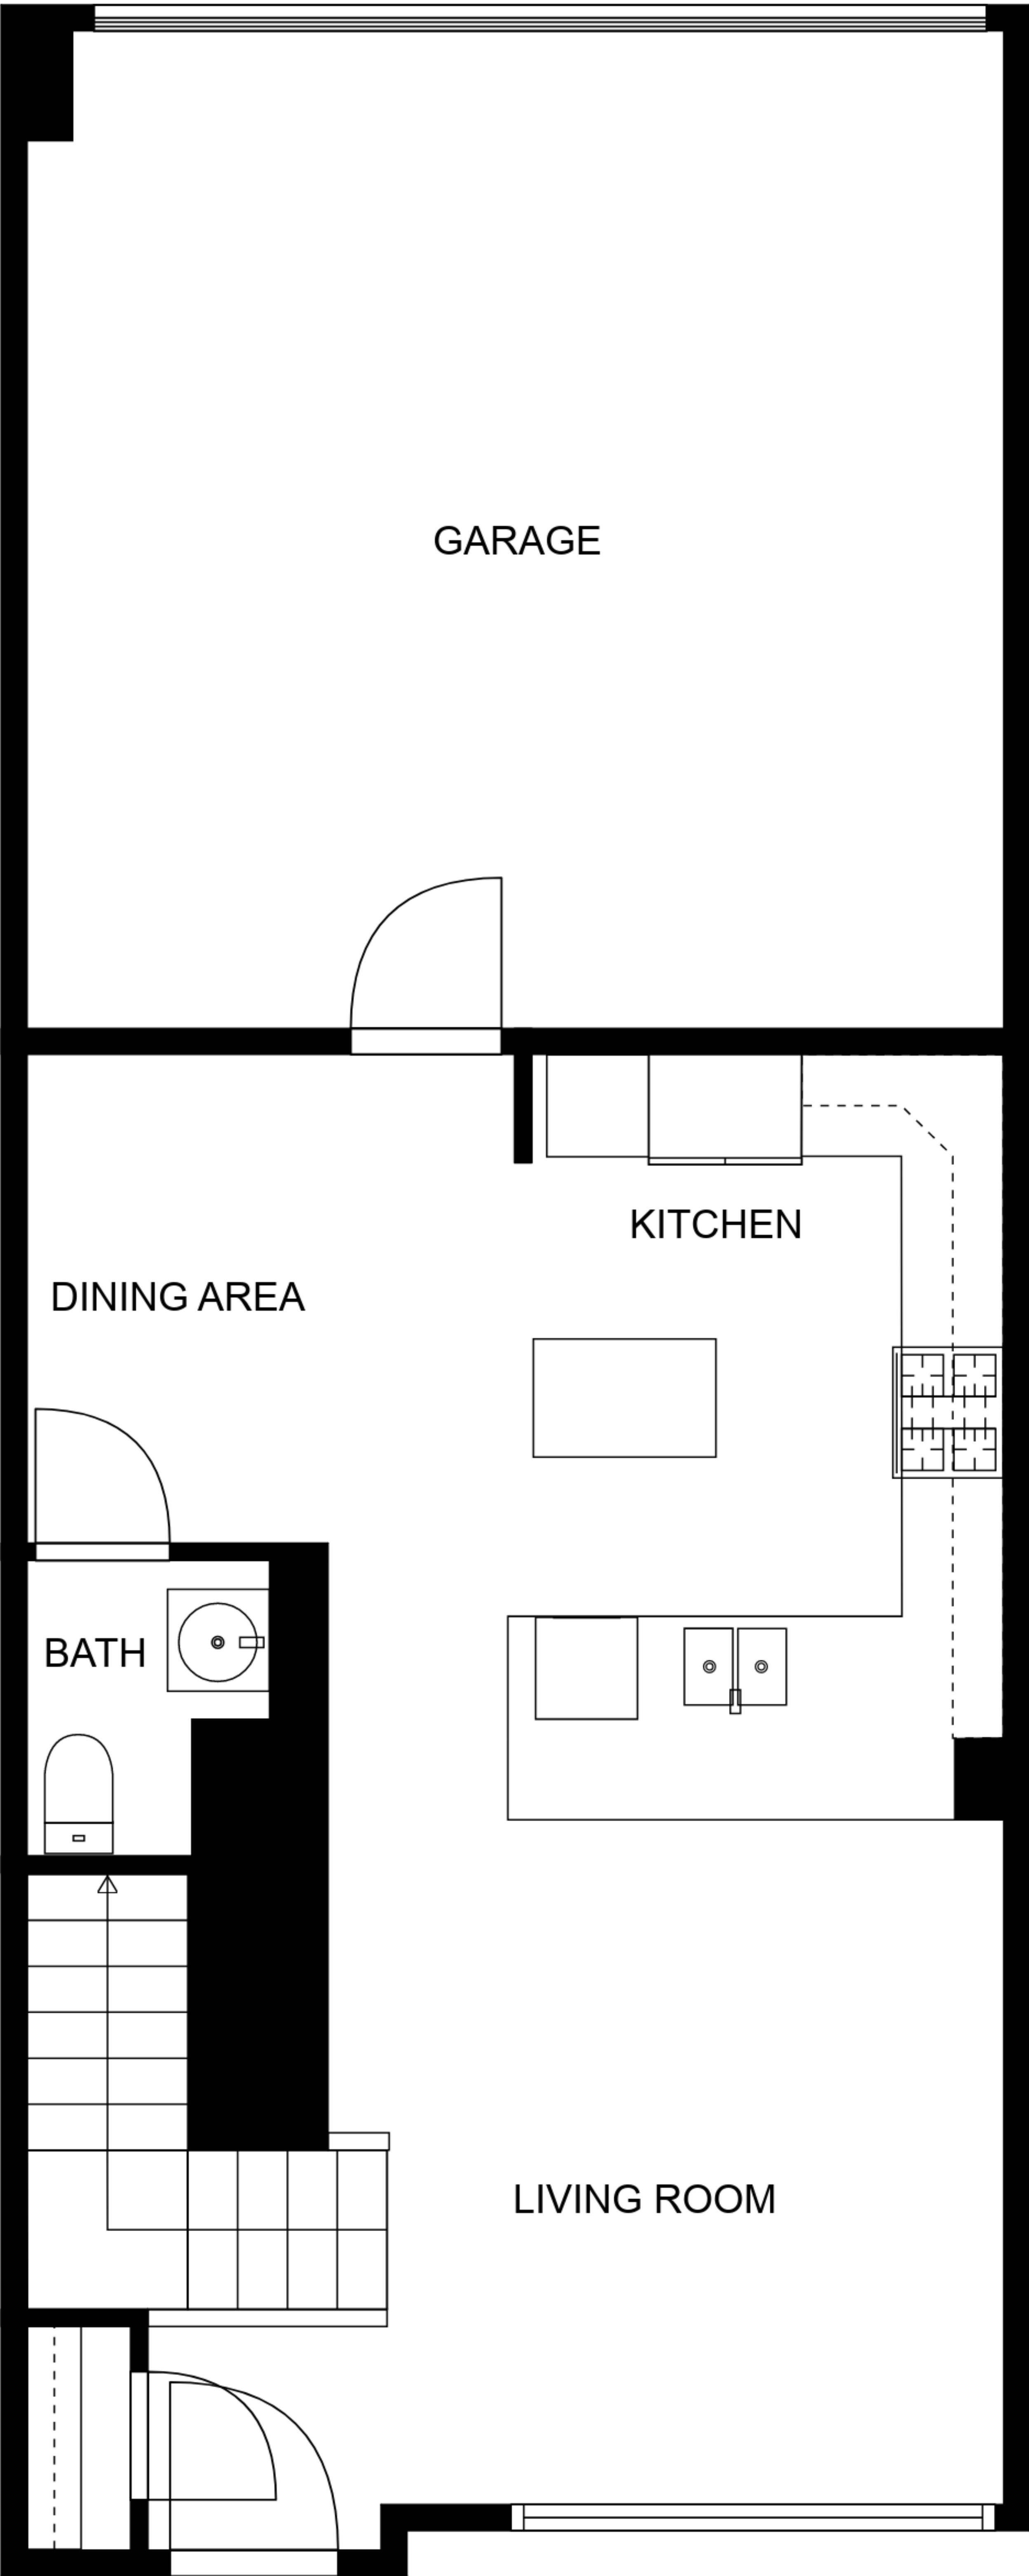 GARAGE
KITCHEN
DINING AREA
BATH
LIVING ROOM